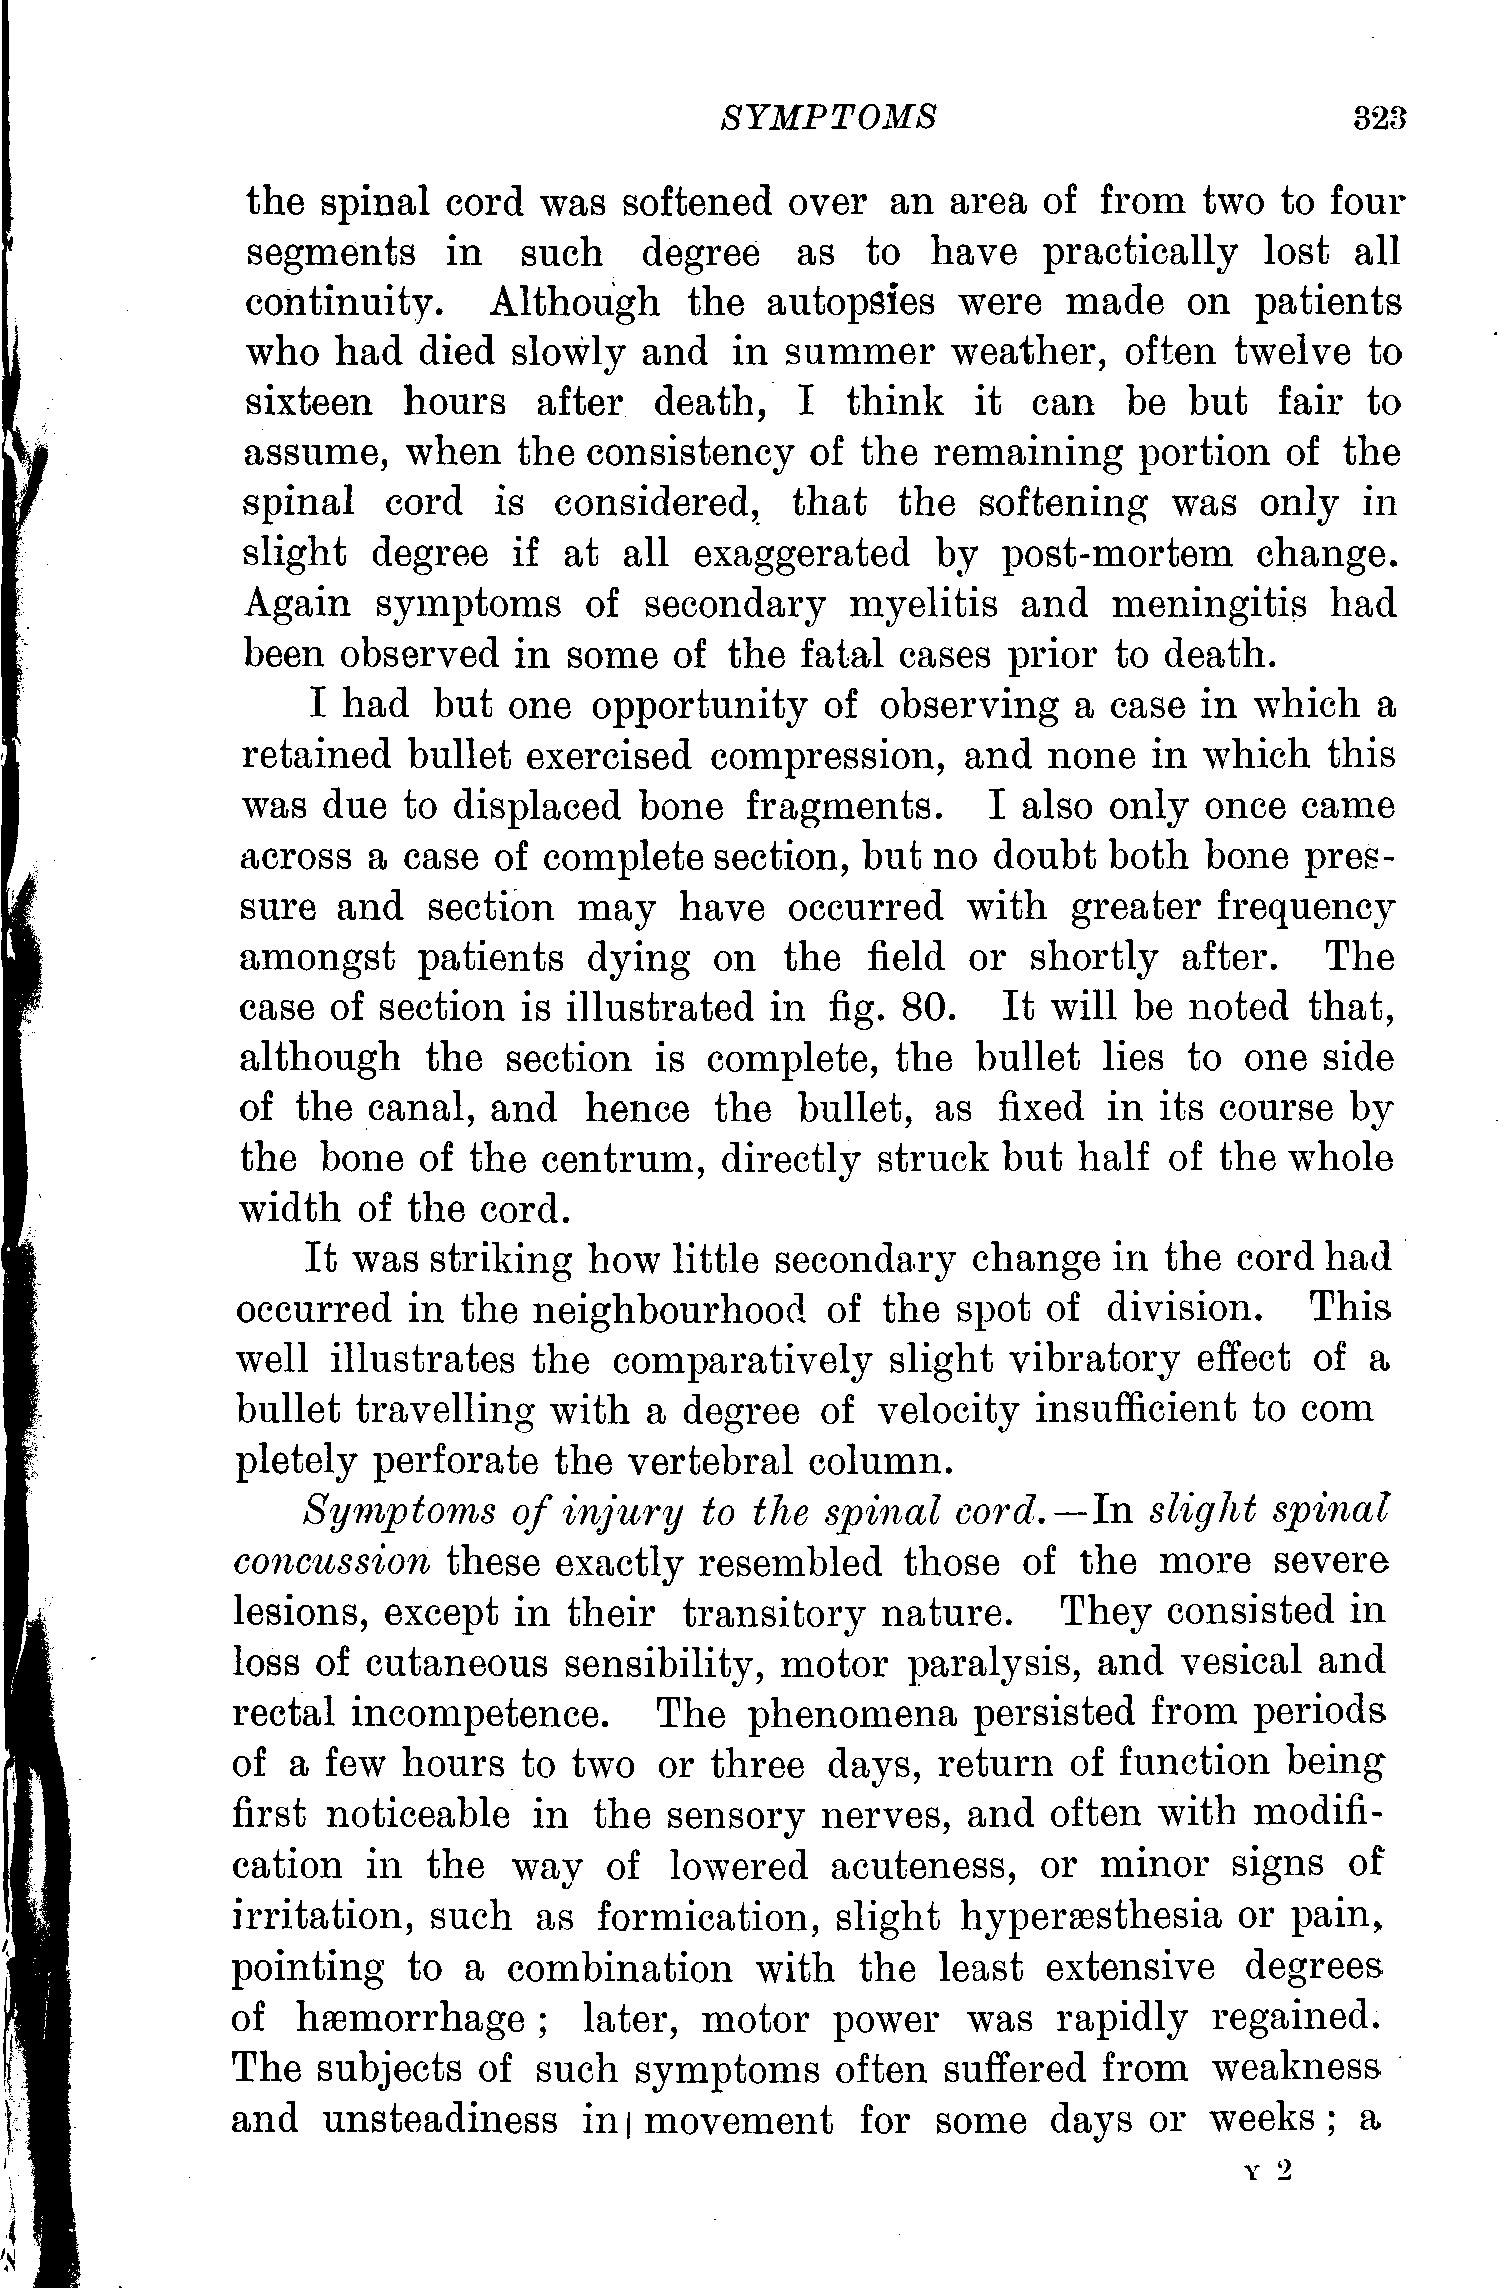 SYMPTOMS 323
the spinal cord was softened over an area of from two to four
segments in such degree as to have practically lost all
continuity. Although the autopsies were made on patients
who had died slowly and in summer weather, often twelve to
sixteen hours after death, I think it can be but fair to
assume, when the consistency of the remaining portion of the
spinal cord is considered, that the softening was only in
slight degree if at all exaggerated by post-mortem change.
Again symptoms of secondary myelitis and meningitis had
been observed in some of the fatal cases prior to death.
I had but one opportunity of observing a case in which a
retained bullet exercised compression, and none in which this
was due to displaced bone fragments. I also only once came
across a case of complete section, but no doubt both bone pres-
sure and section may have occurred with greater frequency
amongst patients dying on the field or shortly after. The
case of section is illustrated in fig. 80. It will be noted that,
although the section is complete, the bullet lies to one side
of the canal, and hence the bullet, as fixed in its course by
the bone of the centrum, directly struck but half of the whole
width of the cord.
It was striking how little secondary change in the cord had
occurred in the neighbourhood of the spot of division. This
well illustrates the comparatively slight vibratory effect of a
bullet travelling with a degree of velocity insufficient to com
pletely perforate the vertebral column.
Symptoms of injury to the spinal cord.—In slight spinal
concussion these exactly resembled those of the more severe
lesions, except in their transitory nature. They consisted in
loss of cutaneous sensibility, motor paralysis, and vesical and
rectal incompetence. The phenomena persisted from periods
of a few hours to two or three days, return of function being
first noticeable in the sensory nerves, and often with modifi-
cation in the way of lowered acuteness, or minor signs of
irritation, such as formication, slight hyperæsthesia or pain,
pointing to a combination with the least extensive degrees
of hæmorrhage ; later, motor power was rapidly regained.
The subjects of such symptoms often suffered from weakness
and unsteadiness in movement for some days or weeks ; a
Y 2